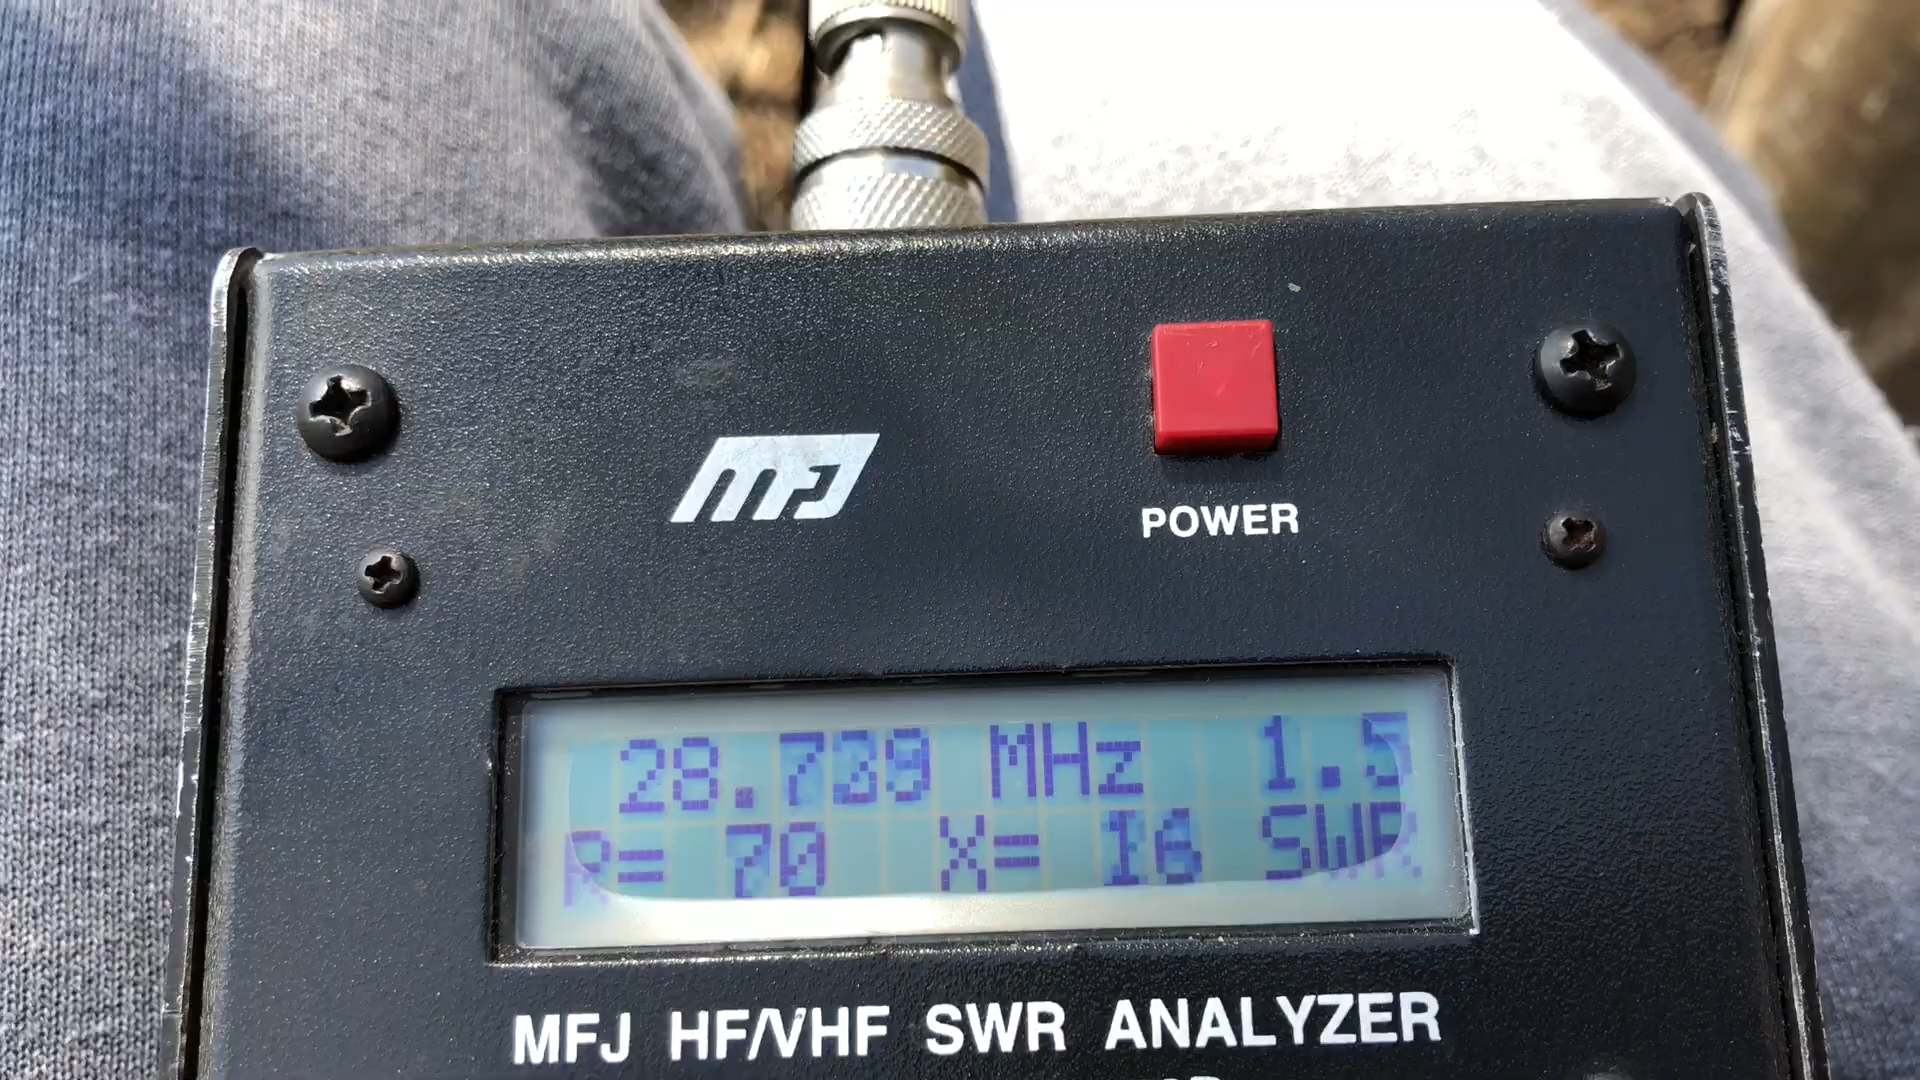 MFJ
POWER
28.739 MHz 1.5
R= 70 X= 16 SWR
MFJ HF/VHF SWR ANALYZER